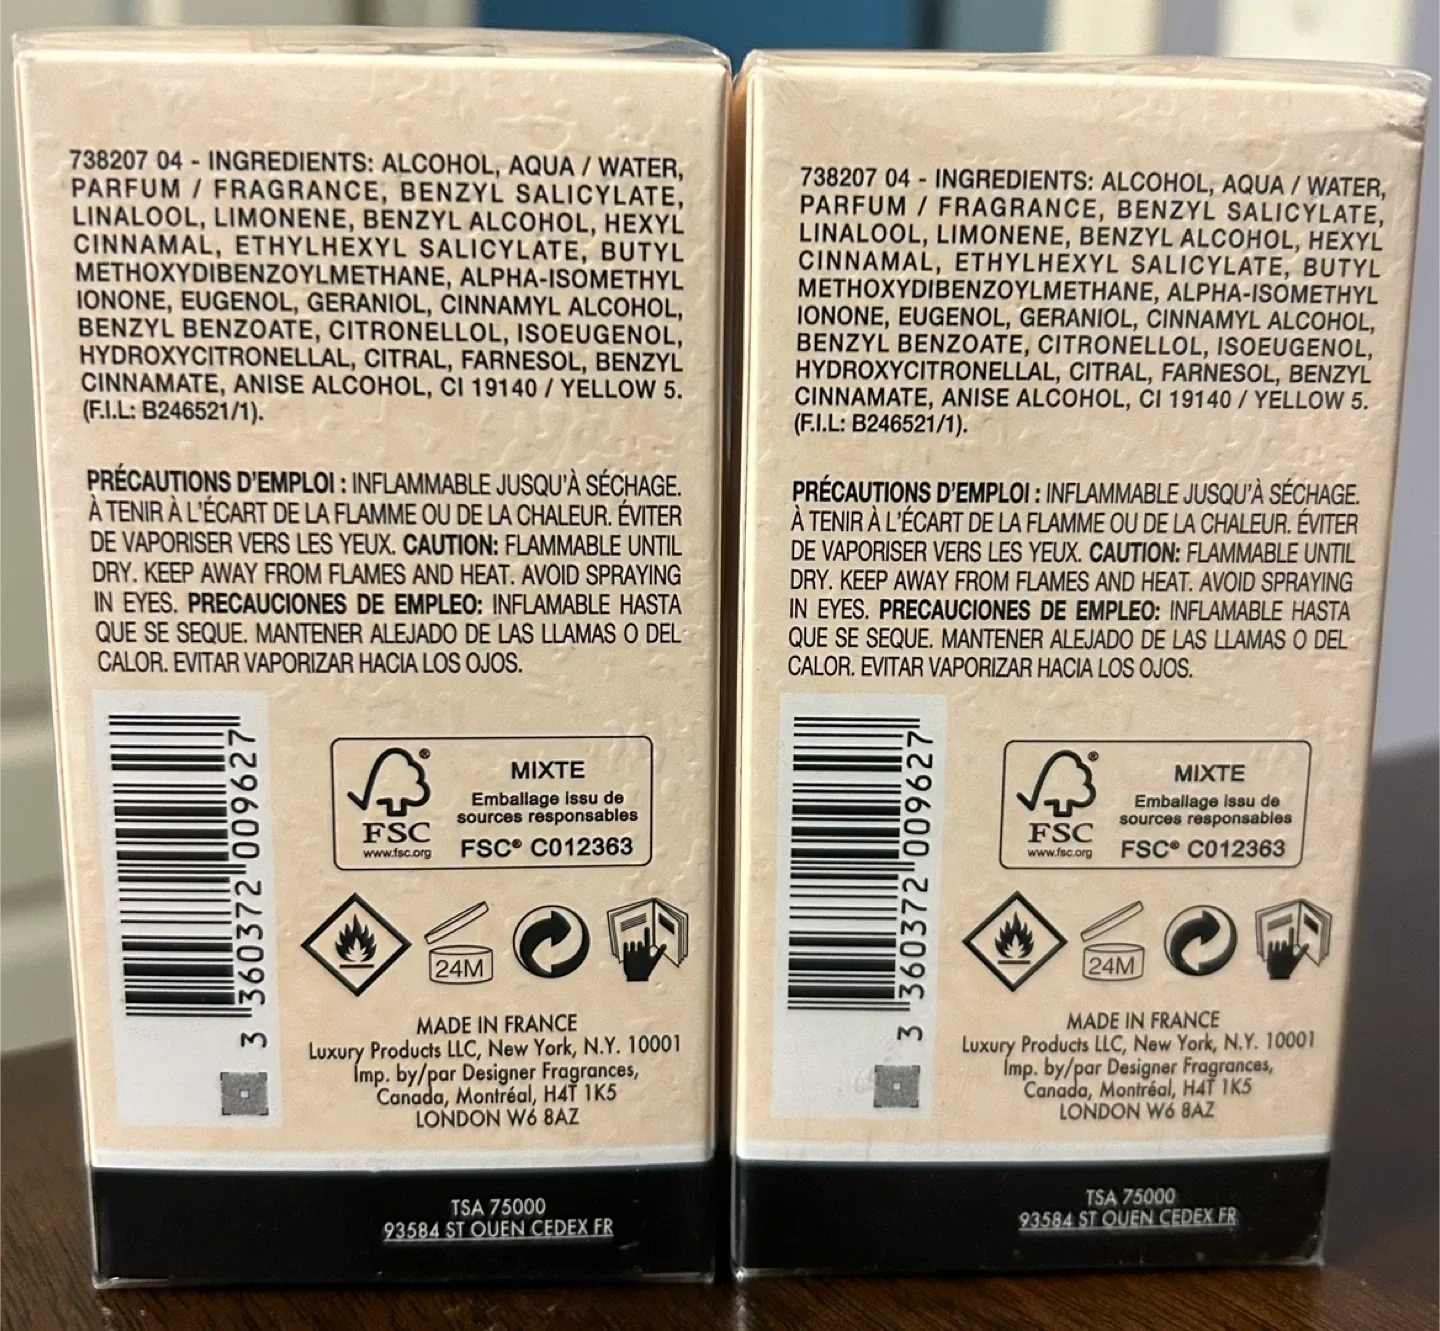 738207 04 - INGREDIENTS: ALCOHOL, AQUA / WATER,
PARFUM / FRAGRANCE, BENZYL SALICYLATE,
LINALOOL, LIMONENE, BENZYL ALCOHOL, HEXYL
CINNAMAL, ETHYLHEXYL SALICYLATE, BUTYL
METHOXYDIBENZOYLMETHANE, ALPHA-ISOMETHYL
IONONE, EUGENOL, GERANIOL, CINNAMYL ALCOHOL,
BENZYL BENZOATE, CITRONELLOL, ISOEUGENOL,
HYDROXYCITRONELLAL, CITRAL, FARNESOL, BENZYL
CINNAMATE, ANISE ALCOHOL, CI 19140 / YELLOW 5.
(F.I.L: B246521/1).
PRÉCAUTIONS D'EMPLOI : INFLAMMABLE JUSQU'À SÉCHAGE.
À TENIR À L'ÉCART DE LA FLAMME OU DE LA CHALEUR. ÉVITER
DE VAPORISER VERS LES YEUX. CAUTION: FLAMMABLE UNTIL
DRY. KEEP AWAY FROM FLAMES AND HEAT. AVOID SPRAYING
IN EYES. PRECAUCIONES DE EMPLEO: INFLAMABLE HASTA
QUE SE SEQUE. MANTENER ALEJADO DE LAS LLAMAS O DEL
CALOR. EVITAR VAPORIZAR HACIA LOS OJOS.
3 360372 009627
®
FSC
www.fsc.org
MIXTE
Emballage issu de
sources responsables
FSC® C012363
24M
MADE IN FRANCE
Luxury Products LLC, New York, N.Y. 10001
Imp. by/par Designer Fragrances,
Canada, Montréal, H4T 1K5
LONDON W6 8AZ
TSA 75000
93584 ST OUEN CEDEX FR
738207 04 - INGREDIENTS: ALCOHOL, AQUA / WATER,
PARFUM / FRAGRANCE, BENZYL SALICYLATE,
LINALOOL, LIMONENE, BENZYL ALCOHOL, HEXYL
CINNAMAL, ETHYLHEXYL SALICYLATE, BUTYL
METHOXYDIBENZOYLMETHANE, ALPHA-ISOMETHYL
IONONE, EUGENOL, GERANIOL, CINNAMYL ALCOHOL,
BENZYL BENZOATE, CITRONELLOL, ISOEUGENOL,
HYDROXYCITRONELLAL, CITRAL, FARNESOL, BENZYL
CINNAMATE, ANISE ALCOHOL, CI 19140 / YELLOW 5.
(F.I.L: B246521/1).
PRÉCAUTIONS D'EMPLOI : INFLAMMABLE JUSQU'À SÉCHAGE.
À TENIR À L'ÉCART DE LA FLAMME OU DE LA CHALEUR. ÉVITER
DE VAPORISER VERS LES YEUX. CAUTION: FLAMMABLE UNTIL
DRY. KEEP AWAY FROM FLAMES AND HEAT. AVOID SPRAYING
IN EYES. PRECAUCIONES DE EMPLEO: INFLAMABLE HASTA
QUE SE SEQUE. MANTENER ALEJADO DE LAS LLAMAS O DEL
CALOR. EVITAR VAPORIZAR HACIA LOS OJOS.
3 360372 009627
®
FSC
www.fsc.org
MIXTE
Emballage issu de
sources responsables
FSC® C012363
24M
MADE IN FRANCE
Luxury Products LLC, New York, N.Y. 10001
Imp. by/par Designer Fragrances,
Canada, Montréal, H4T 1K5
LONDON W6 8AZ
TSA 75000
93584 ST OUEN CEDEX FR